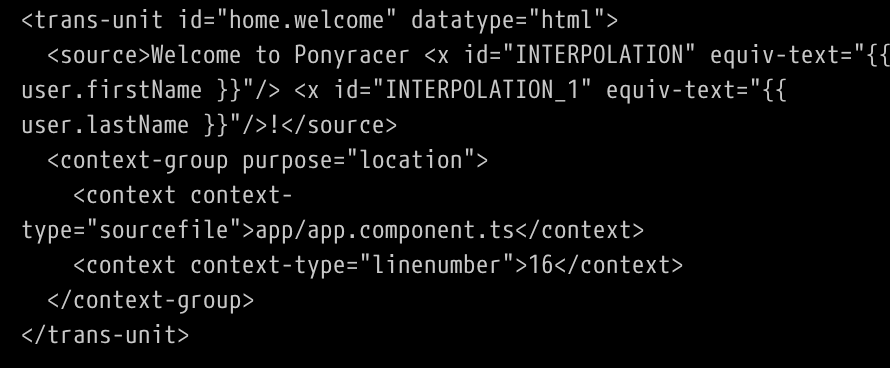 <trans-unit id="home.welcome" datatype="html">
  <source>Welcome to Ponyracer <x id="INTERPOLATION" equiv-text="{{
user.firstName }}"/> <x id="INTERPOLATION_1" equiv-text="{{
user.lastName }}"/>!</source>
  <context-group purpose="location">
    <context context-
type="sourcefile">app/app.component.ts</context>
    <context context-type="linenumber">16</context>
  </context-group>
</trans-unit>